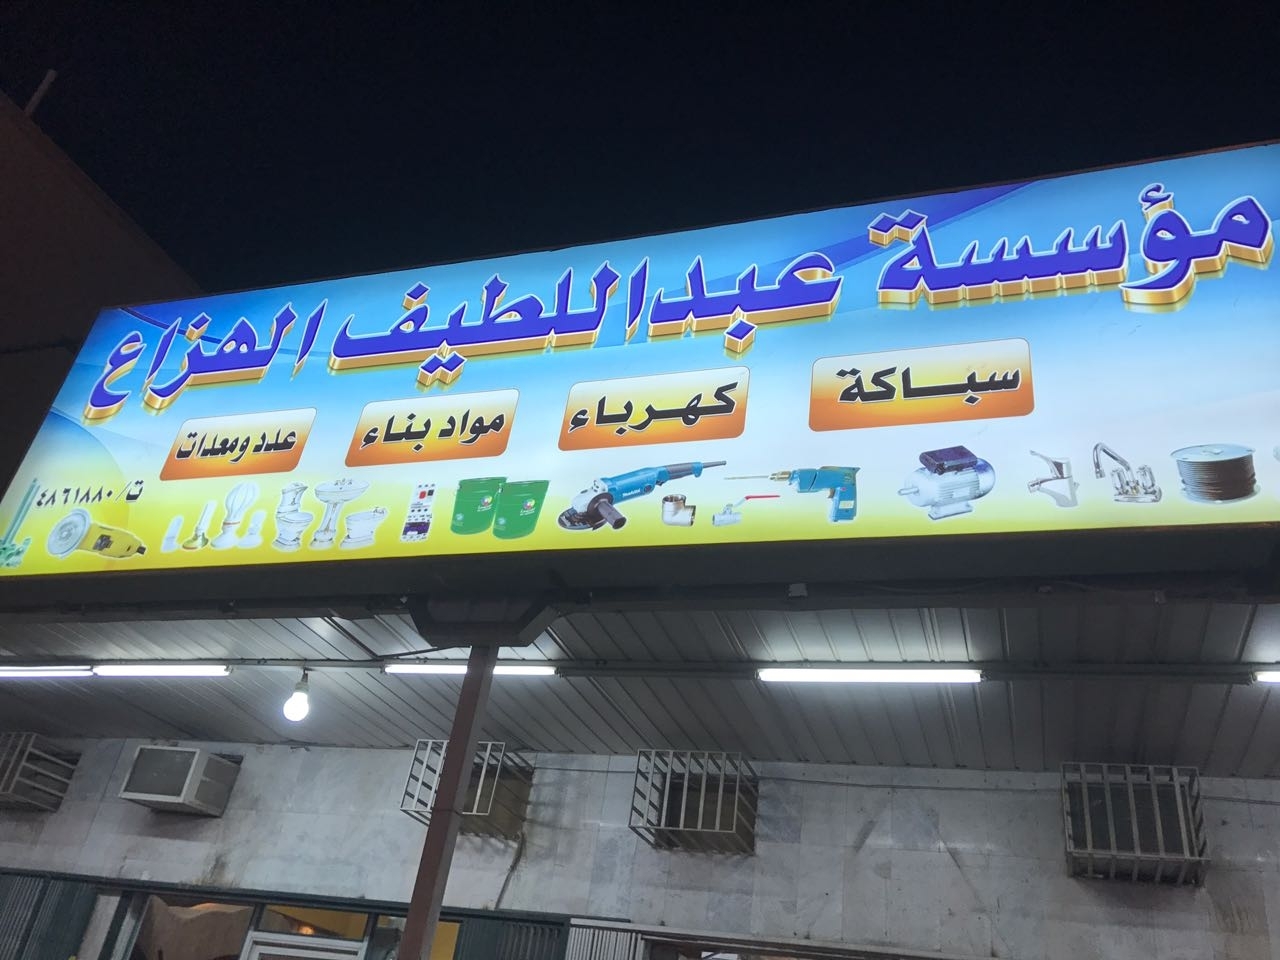 مؤسسة عبداللطيف الهزاع
سباكة
كهرباء
مواد بناء
عدد ومعدات
ت/٤٨٦١٨٨٠